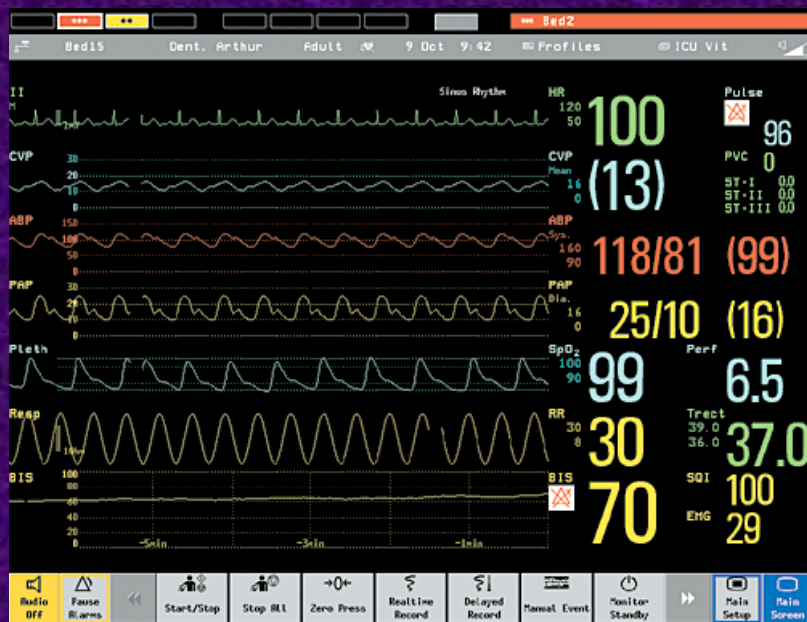 *** **
*** Bed2
Bed15 Dent, Arthur Adult 9 Oct 9:42 Profiles ICU Vit
II
M
1mV
Sinus Rhythm
HR
120
50
100
Pulse
96
CVP
30
20
10
0
CVP
Mean
16
0
(13)
PVC 0
ST-I 0.0
ST-II 0.0
ST-III 0.0
ABP
150
100
50
0
ABP
Sys.
160
90
118/81 (99)
PAP
30
20
10
0
PAP
Dia.
16
0
25/10 (16)
Pleth
SpO₂
100
90
99
Perf
6.5
Resp
RR
30
8
30
Trect
39.0
36.0
37.0
BIS
100
80
60
40
20
0
-5min -3min -1min
BIS
70
SQI
100
EMG
29
Audio Off
Pause Alarms
Start/Stop
Stop All
→0←
Zero Press
Realtime Record
Delayed Record
Manual Event
Monitor Standby
Main Setup
Main Screen